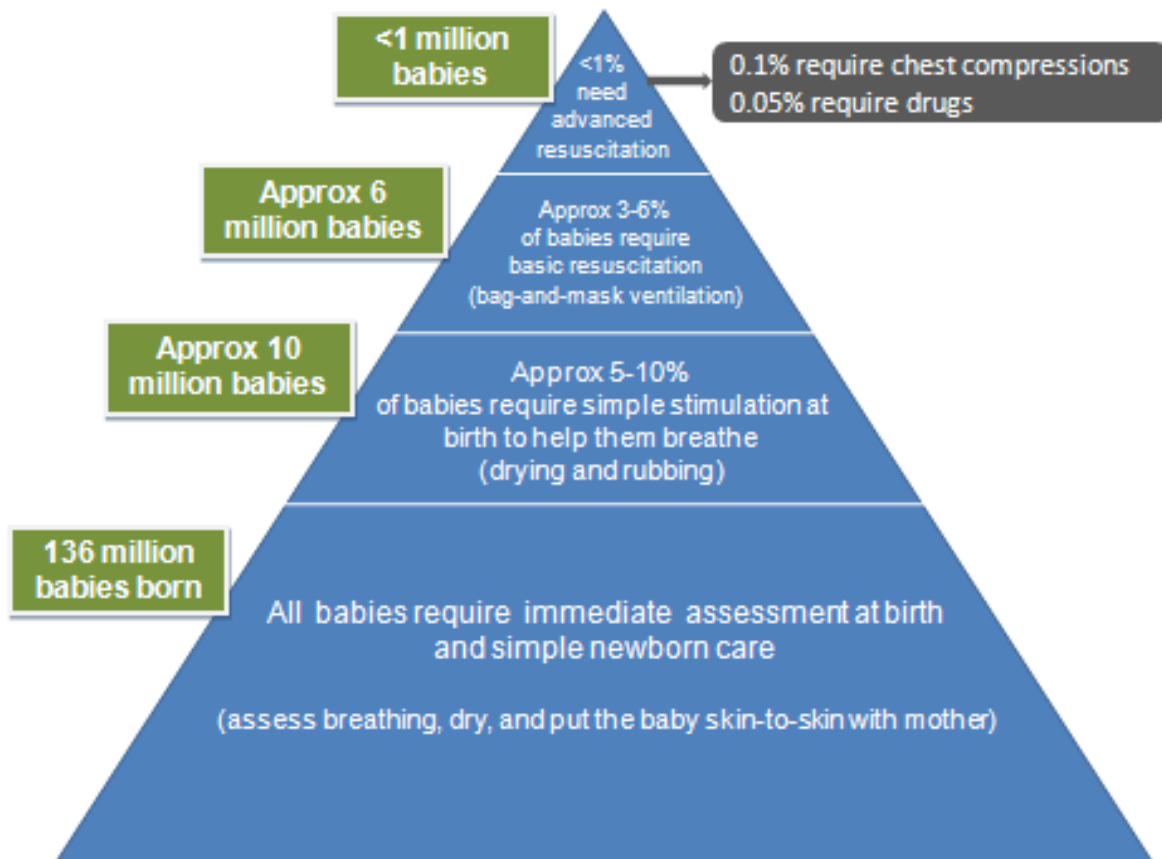 <1 million
babies
<1%
need
advanced
resuscitation
0.1% require chest compressions
0.05% require drugs
Approx 6
million babies
Approx 3-6%
of babies require
basic resuscitation
(bag-and-mask ventilation)
Approx 10
million babies
Approx 5-10%
of babies require simple stimulation at
birth to help them breathe
(drying and rubbing)
136 million
babies born
All babies require immediate assessment at birth
and simple newborn care
(assess breathing, dry, and put the baby skin-to-skin with mother)